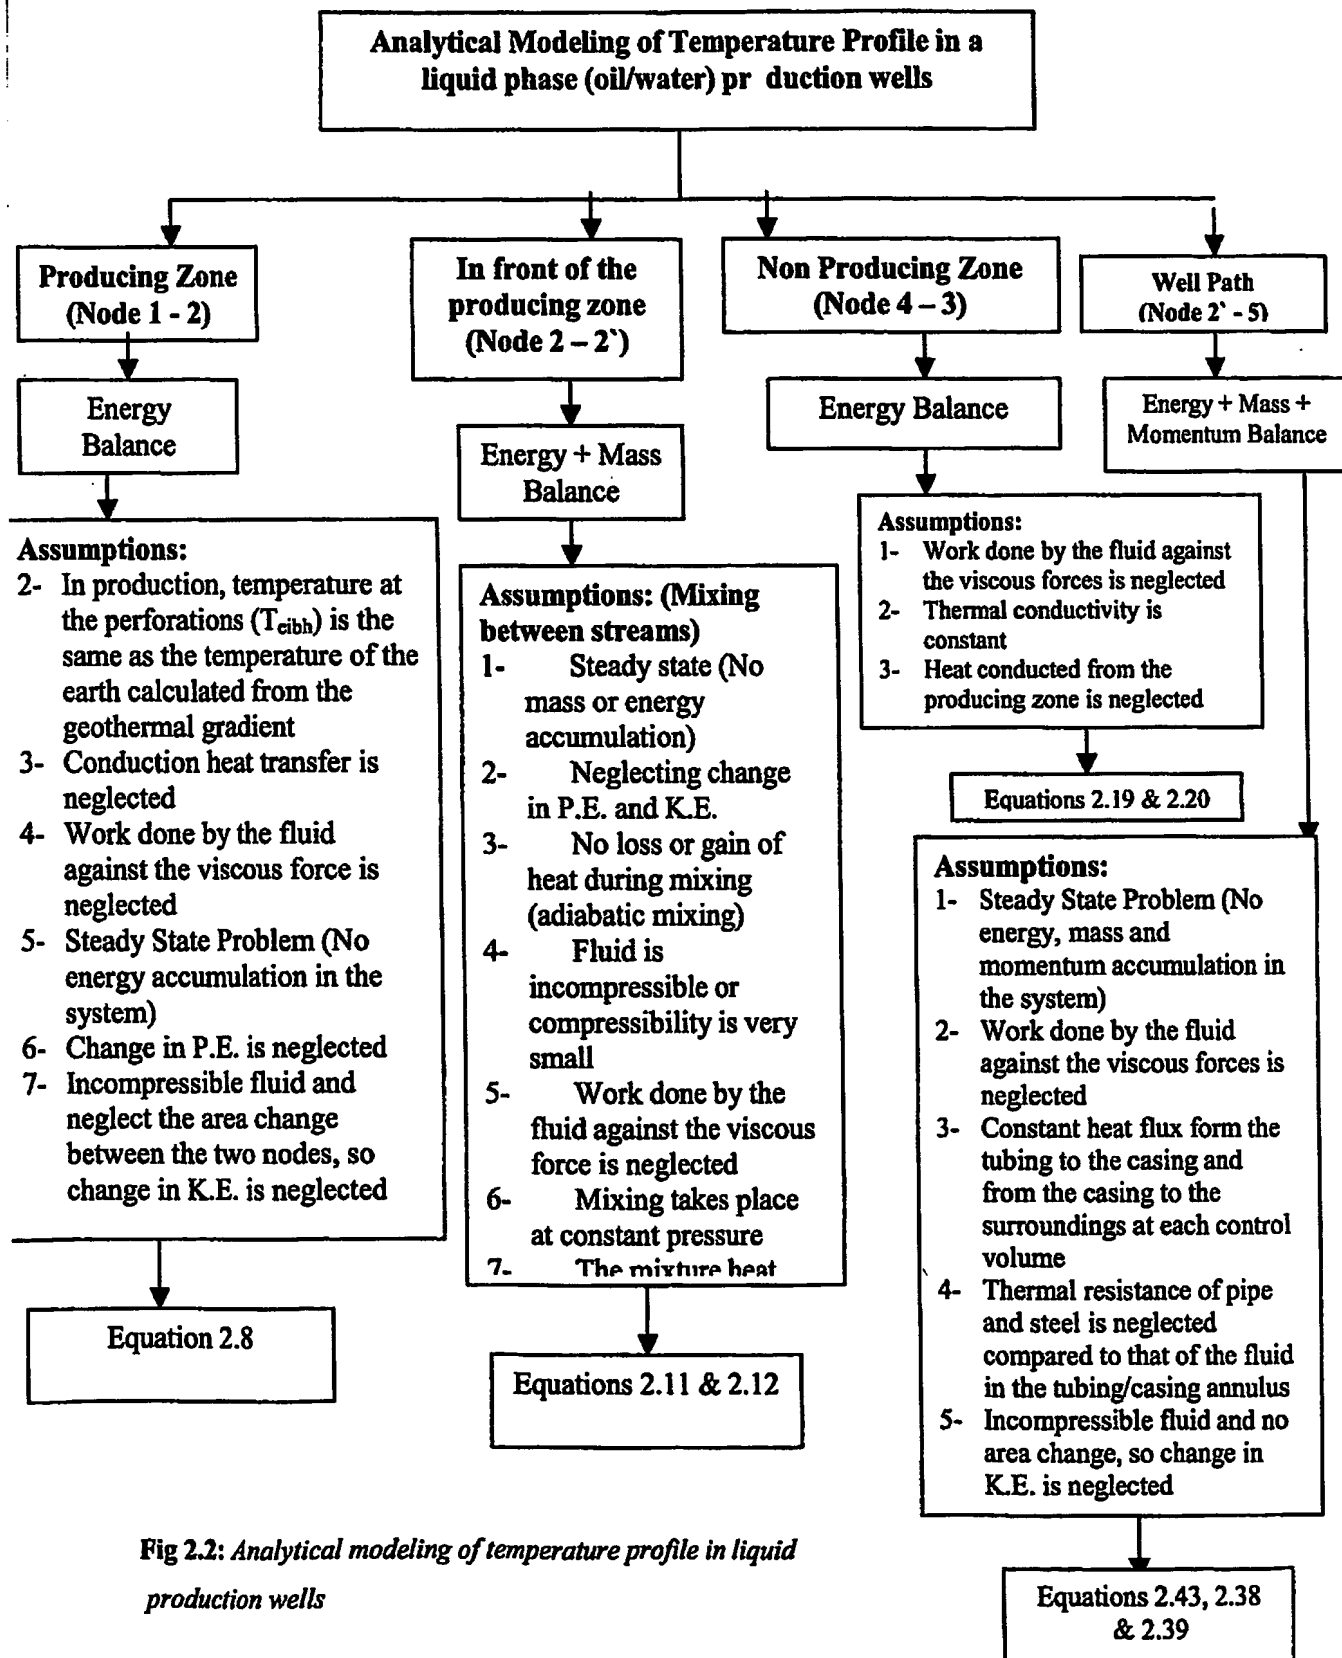 Analytical Modeling of Temperature Profile in a
liquid phase (oil/water) pr duction wells
Producing Zone
(Node 1 - 2)
In front of the
producing zone
(Node 2 – 2`)
Non Producing Zone
(Node 4 – 3)
Well Path
(Node 2` - 5)
Energy
Balance
Energy + Mass
Balance
Energy Balance
Energy + Mass +
Momentum Balance
Assumptions:
2- In production, temperature at
the perforations (Tcibh) is the
same as the temperature of the
earth calculated from the
geothermal gradient
3- Conduction heat transfer is
neglected
4- Work done by the fluid
against the viscous force is
neglected
5- Steady State Problem (No
energy accumulation in the
system)
6- Change in P.E. is neglected
7- Incompressible fluid and
neglect the area change
between the two nodes, so
change in K.E. is neglected
Equation 2.8
Assumptions: (Mixing
between streams)
1- Steady state (No
mass or energy
accumulation)
2- Neglecting change
in P.E. and K.E.
3- No loss or gain of
heat during mixing
(adiabatic mixing)
4- Fluid is
incompressible or
compressibility is very
small
5- Work done by the
fluid against the viscous
force is neglected
6- Mixing takes place
at constant pressure
7- The mixture heat
Equations 2.11 & 2.12
Assumptions:
1- Work done by the fluid against
the viscous forces is neglected
2- Thermal conductivity is
constant
3- Heat conducted from the
producing zone is neglected
Equations 2.19 & 2.20
Assumptions:
1- Steady State Problem (No
energy, mass and
momentum accumulation in
the system)
2- Work done by the fluid
against the viscous forces is
neglected
3- Constant heat flux form the
tubing to the casing and
from the casing to the
surroundings at each control
volume
4- Thermal resistance of pipe
and steel is neglected
compared to that of the fluid
in the tubing/casing annulus
5- Incompressible fluid and no
area change, so change in
K.E. is neglected
Equations 2.43, 2.38
& 2.39
Fig 2.2: Analytical modeling of temperature profile in liquid
production wells